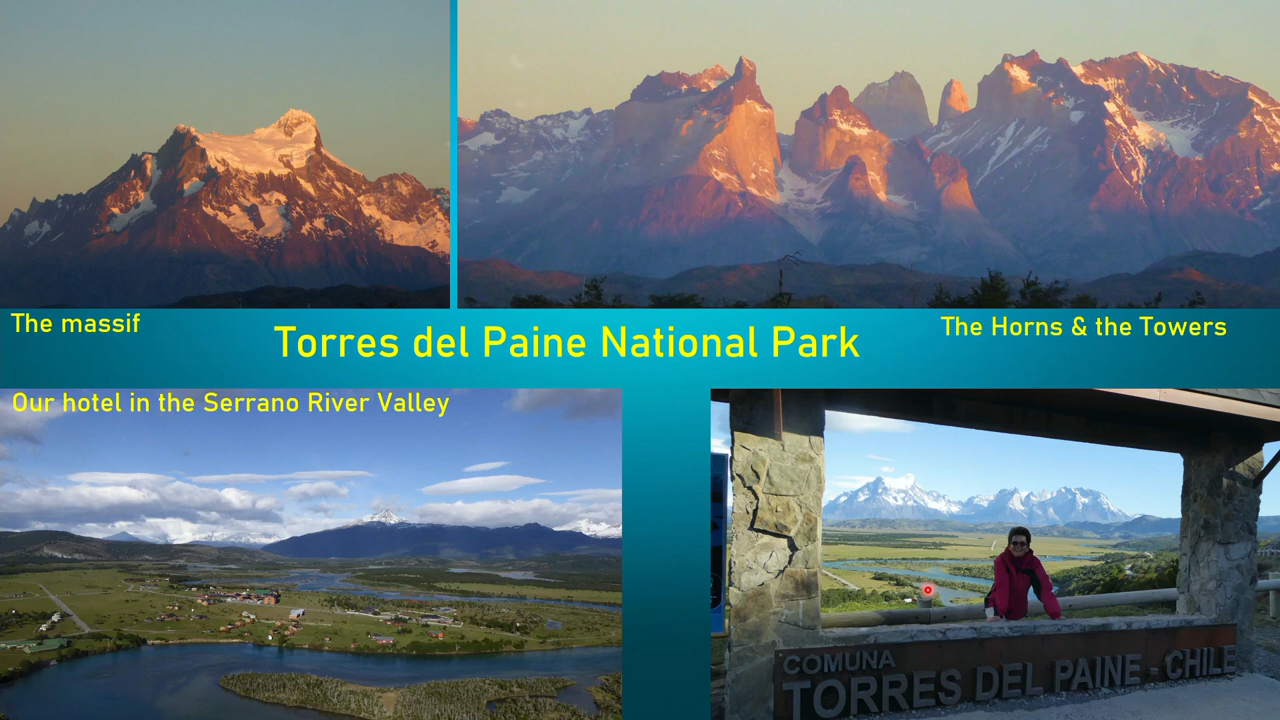 The massif
The Horns & the Towers
Torres del Paine National Park
Our hotel in the Serrano River Valley
COMUNA
TORRES DEL PAINE - CHILE